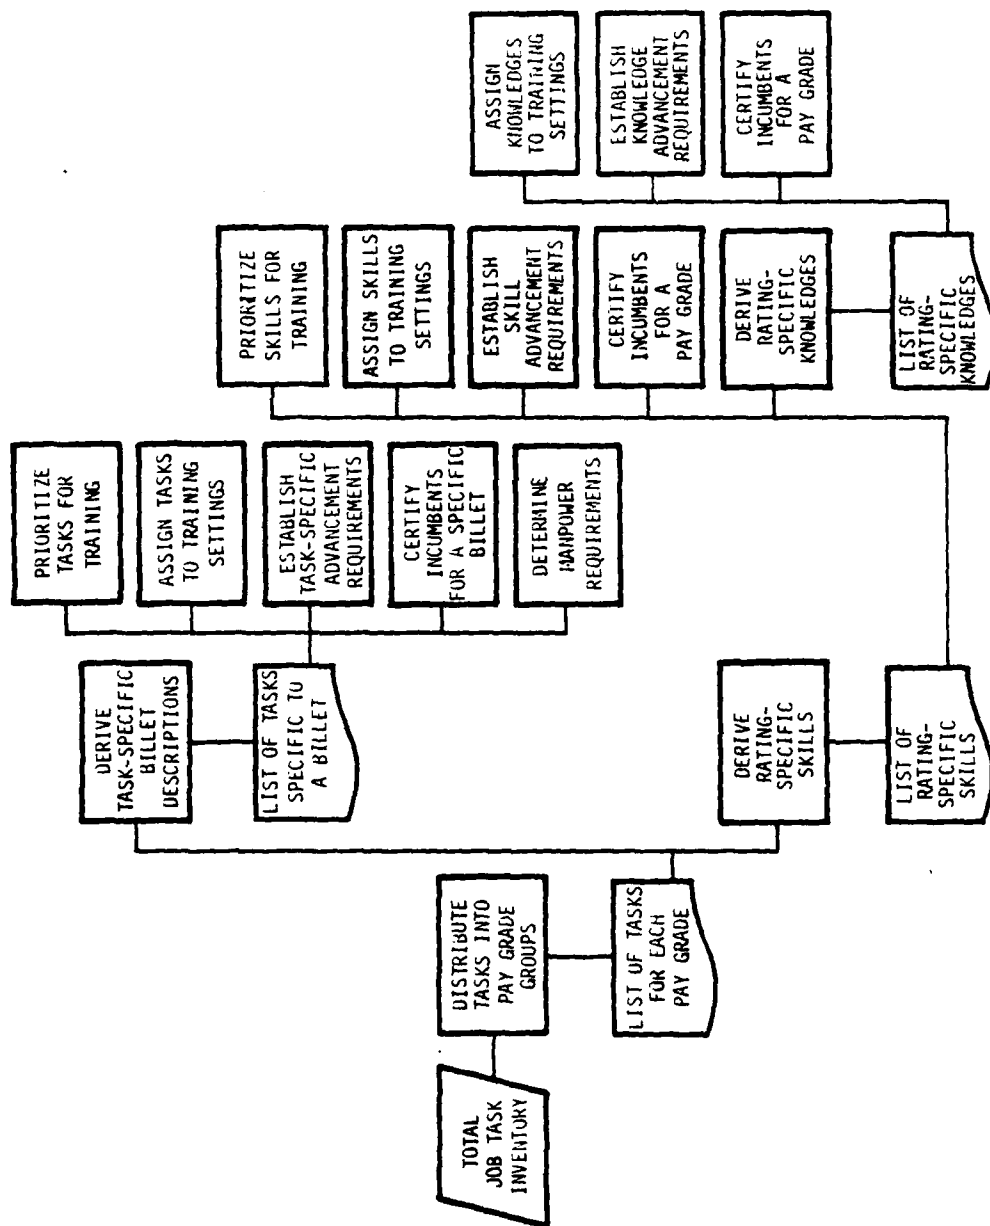 TOTAL
JOB TASK
INVENTORY
DISTRIBUTE
TASKS INTO
PAY GRADE
GROUPS
LIST OF TASKS
FOR EACH
PAY GRADE
DERIVE
TASK-SPECIFIC
BILLET
DESCRIPTIONS
LIST OF TASKS
SPECIFIC TO
A BILLET
DERIVE
RATING-
SPECIFIC
SKILLS
LIST OF
RATING-
SPECIFIC
SKILLS
PRIORITIZE
TASKS FOR
TRAINING
ASSIGN TASKS
TO TRAINING
SETTINGS
ESTABLISH
TASK-SPECIFIC
ADVANCEMENT
REQUIREMENTS
CERTIFY
INCUMBENTS
FOR A SPECIFIC
BILLET
DETERMINE
MANPOWER
REQUIREMENTS
PRIORITIZE
SKILLS FOR
TRAINING
ASSIGN SKILLS
TO TRAINING
SETTINGS
ESTABLISH
SKILL
ADVANCEMENT
REQUIREMENTS
CERTIFY
INCUMBENTS
FOR A
PAY GRADE
DERIVE
RATING-
SPECIFIC
KNOWLEDGES
LIST OF
RATING-
SPECIFIC
KNOWLEDGES
ASSIGN
KNOWLEDGES
TO TRAINING
SETTINGS
ESTABLISH
KNOWLEDGE
ADVANCEMENT
REQUIREMENTS
CERTIFY
INCUMBENTS
FOR A
PAY GRADE